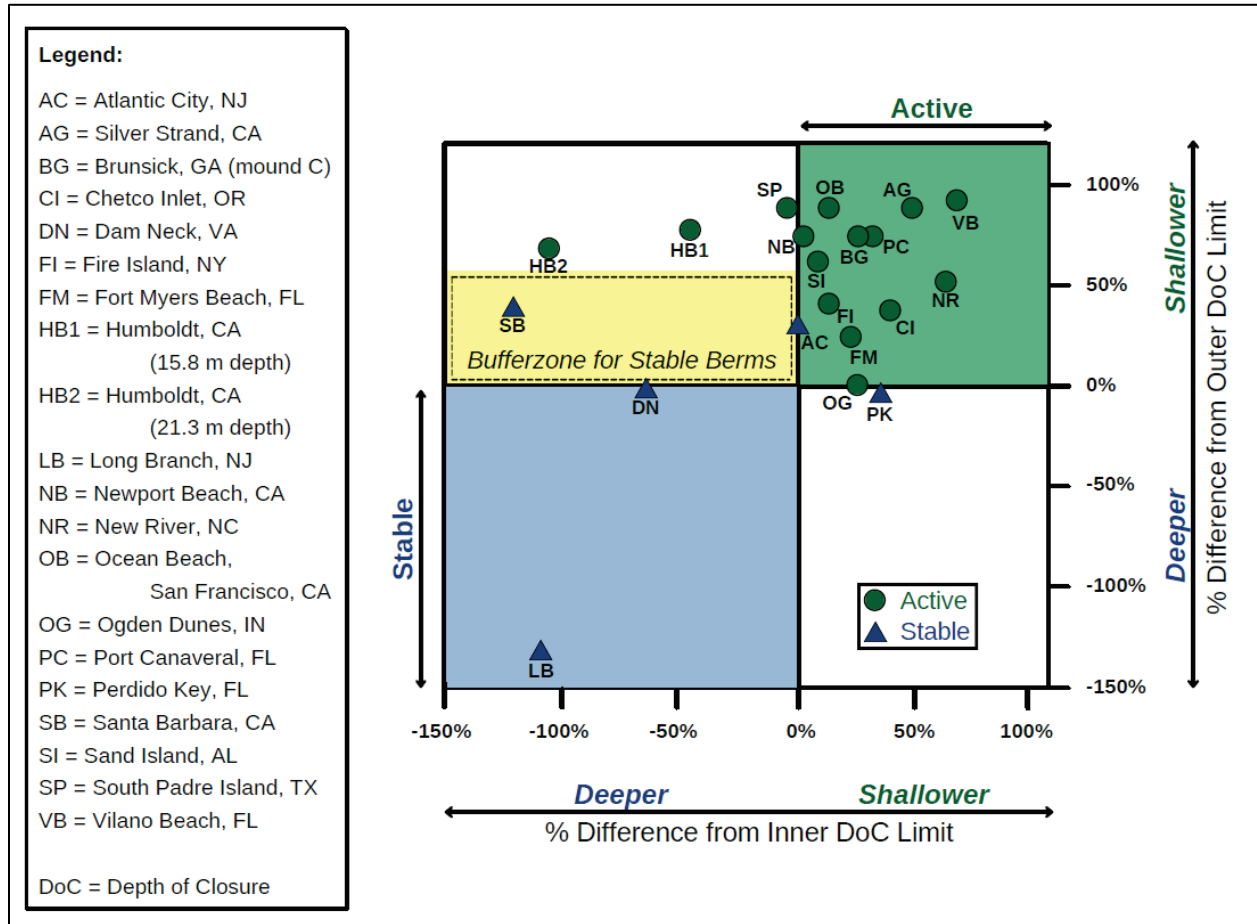 Legend:
AC = Atlantic City, NJ
AG = Silver Strand, CA
BG = Brunsick, GA (mound C)
CI = Chetco Inlet, OR
DN = Dam Neck, VA
FI = Fire Island, NY
FM = Fort Myers Beach, FL
HB1 = Humboldt, CA
(15.8 m depth)
HB2 = Humboldt, CA
(21.3 m depth)
LB = Long Branch, NJ
NB = Newport Beach, CA
NR = New River, NC
OB = Ocean Beach,
San Francisco, CA
OG = Ogden Dunes, IN
PC = Port Canaveral, FL
PK = Perdido Key, FL
SB = Santa Barbara, CA
SI = Sand Island, AL
SP = South Padre Island, TX
VB = Vilano Beach, FL
DoC = Depth of Closure
Active
SP
OB
AG
VB
HB2
HB1
NB
BG
PC
SI
NR
SB
FI
CI
AC
FM
Bufferzone for Stable Berms
DN
OG
PK
LB
Stable
Active
Stable
100%
50%
0%
-50%
-100%
-150%
Shallower
Deeper
% Difference from Outer DoC Limit
-150%
-100%
-50%
0%
50%
100%
Deeper
Shallower
% Difference from Inner DoC Limit